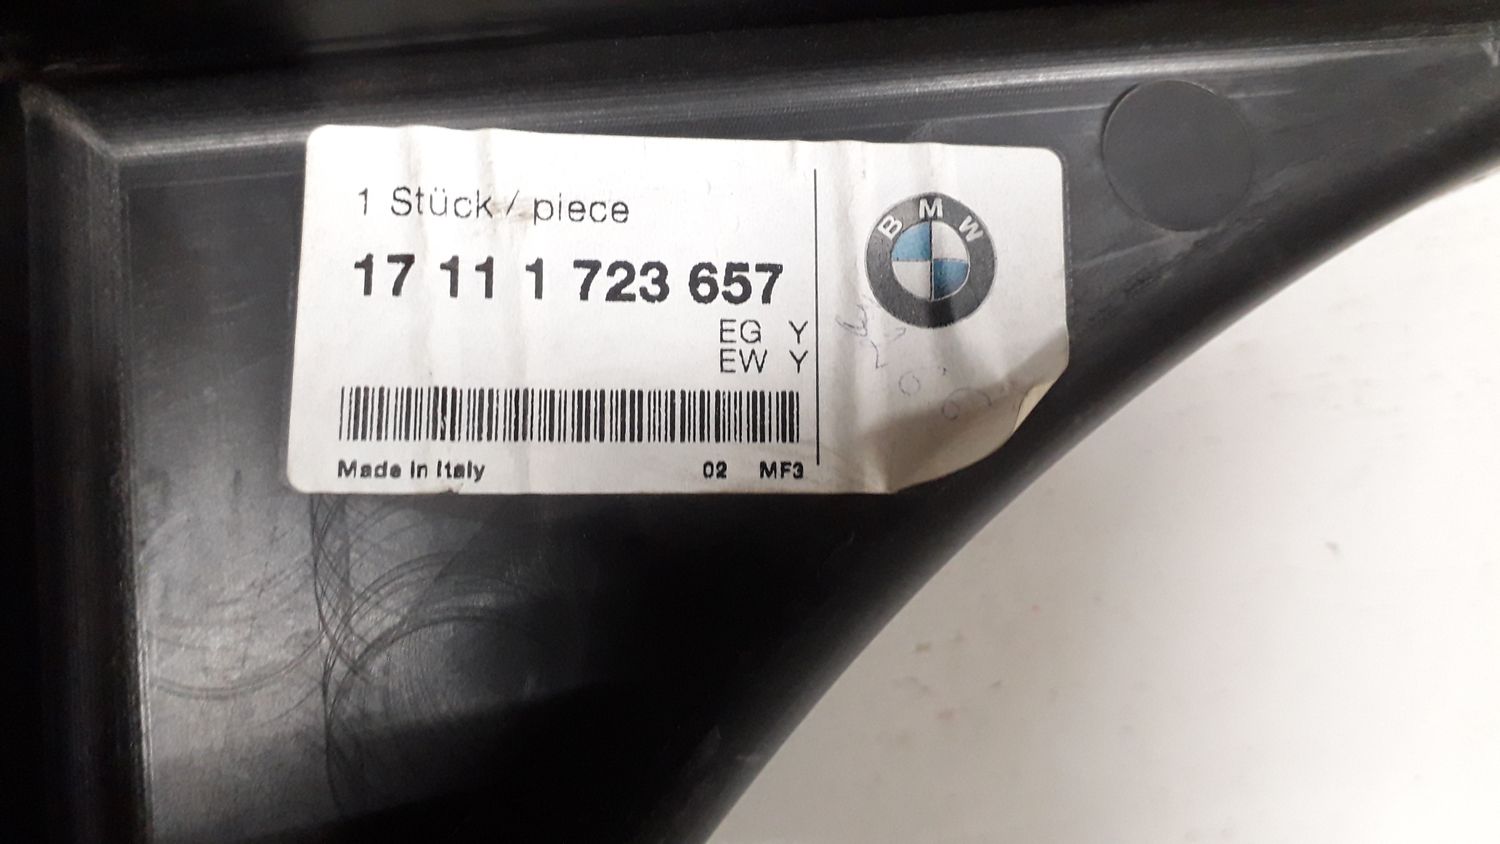 1 Stück / piece
17 11 1 723 657
EG Y
EW Y
Made in Italy 02 MF3
BMW